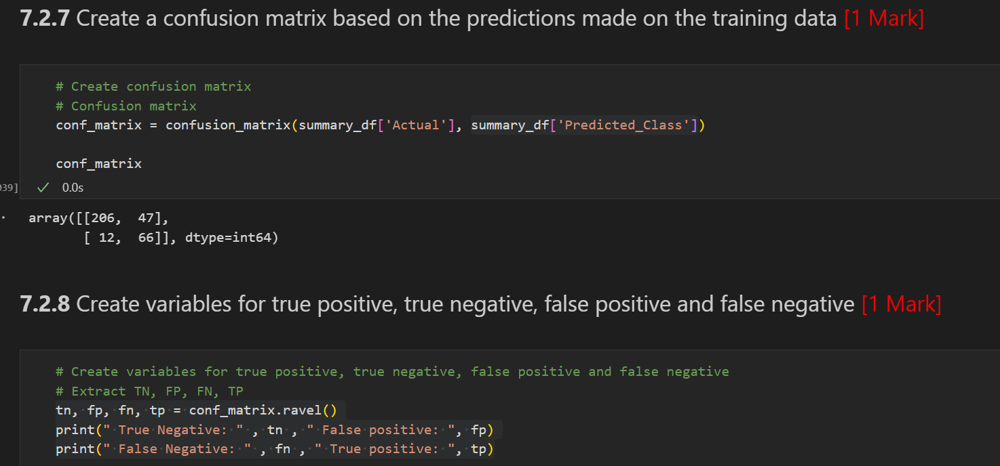 7.2.7 Create a confusion matrix based on the predictions made on the training data [1 Mark]
# Create confusion matrix
# Confusion matrix
conf_matrix = confusion_matrix(summary_df['Actual'], summary_df['Predicted_Class'])
conf_matrix
39]
0.0s
array([[206,  47],
       [ 12,  66]], dtype=int64)
7.2.8 Create variables for true positive, true negative, false positive and false negative [1 Mark]
# Create variables for true positive, true negative, false positive and false negative
# Extract TN, FP, FN, TP
tn, fp, fn, tp = conf_matrix.ravel()
print(" True Negative: " , tn , " False positive: ", fp)
print(" False Negative: " , fn , " True positive: ", tp)